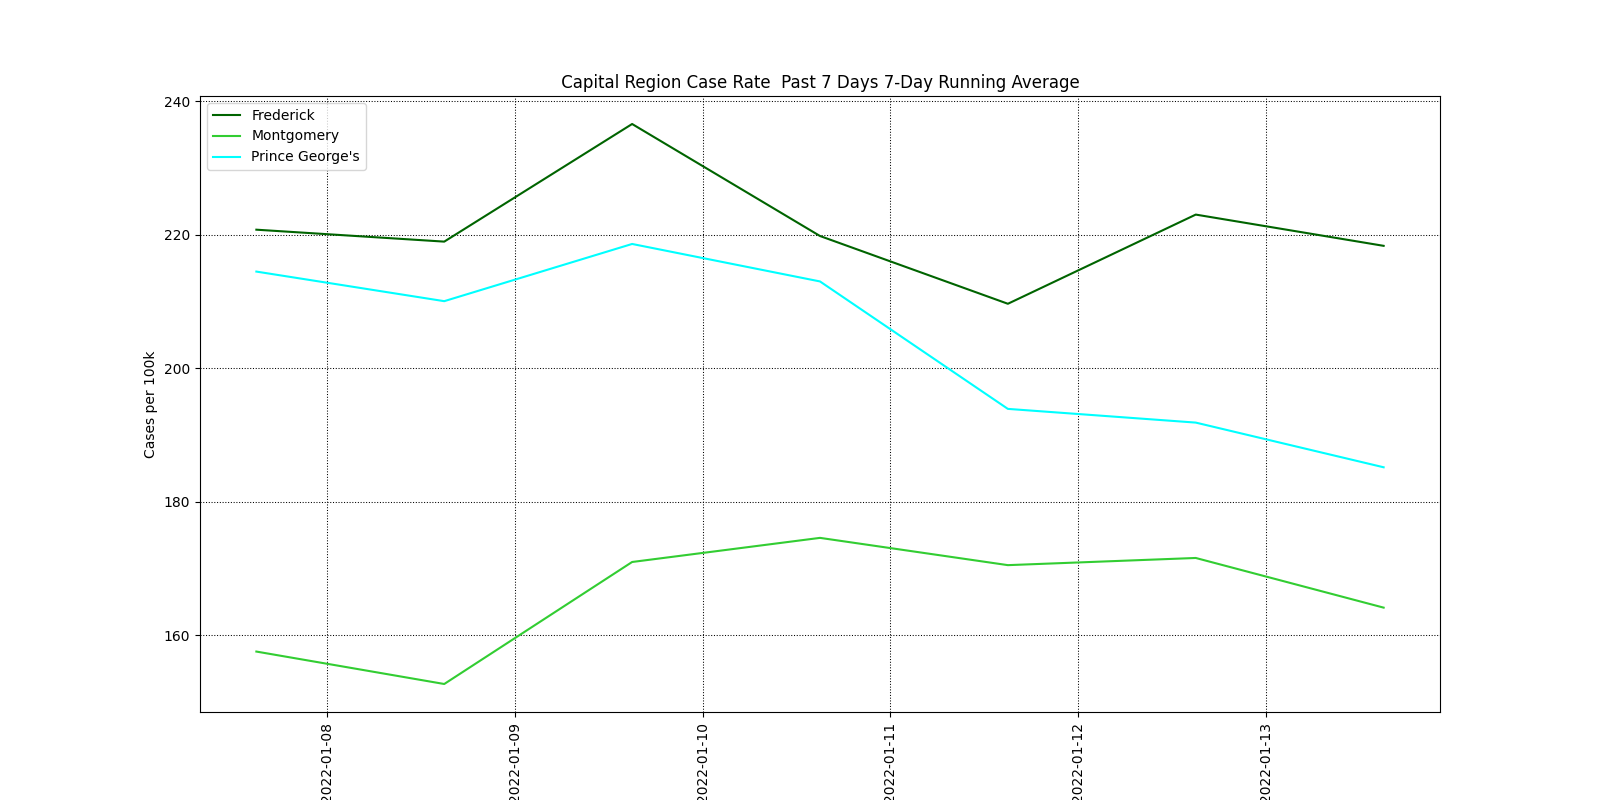 Capital Region Case Rate  Past 7 Days 7-Day Running Average
240
220
200
180
160
Cases per 100k
Frederick
Montgomery
Prince George's
2022-01-08
2022-01-09
2022-01-10
2022-01-11
2022-01-12
2022-01-13